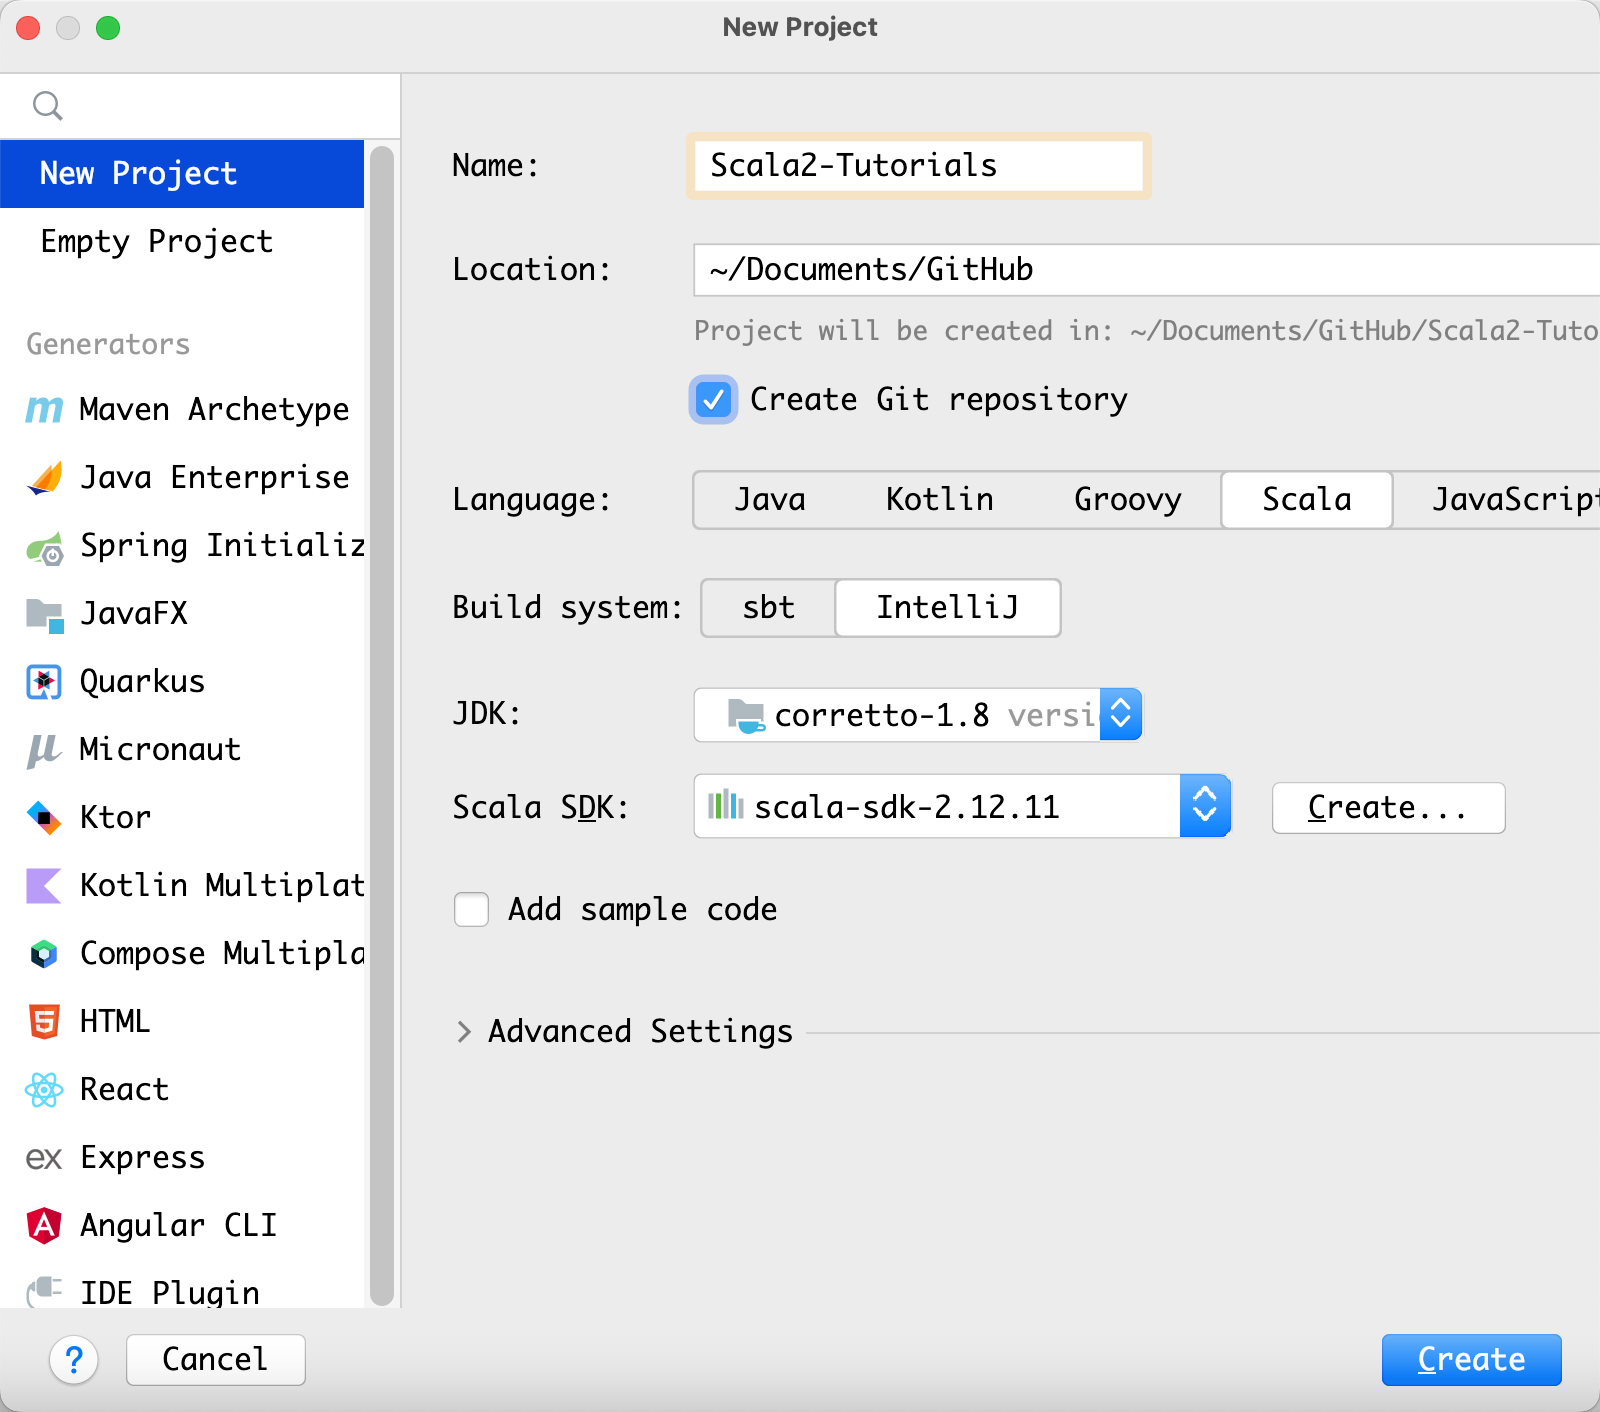 New Project
New Project
Empty Project
Generators
Maven Archetype
Java Enterprise
Spring Initializ
JavaFX
Quarkus
Micronaut
Ktor
Kotlin Multiplat
Compose Multipla
HTML
React
ex Express
Angular CLI
IDE Plugin
Name: Scala2-Tutorials
Location: ~/Documents/GitHub
Project will be created in: ~/Documents/GitHub/Scala2-Tuto
Create Git repository
Language: Java Kotlin Groovy Scala JavaScript
Build system: sbt IntelliJ
JDK: corretto-1.8 versi
Scala SDK: scala-sdk-2.12.11 Create...
Add sample code
Advanced Settings
? Cancel Create